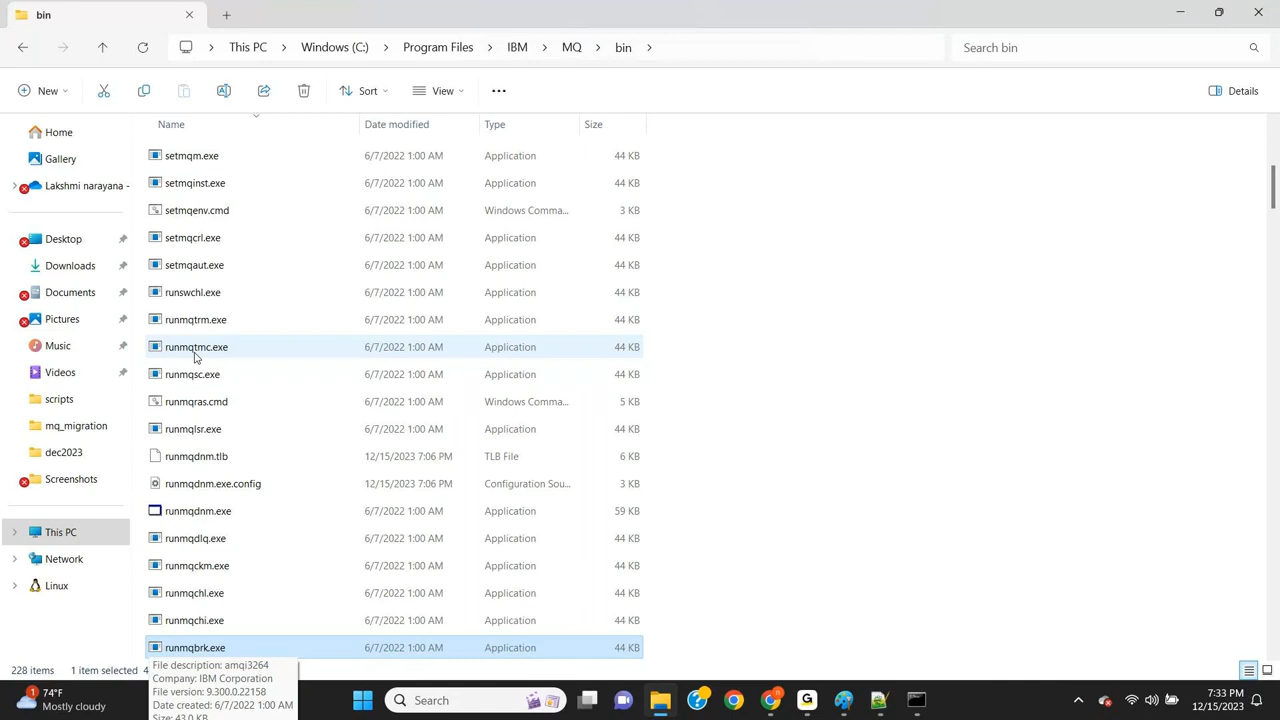 bin
This PC > Windows (C:) > Program Files > IBM > MQ > bin >
Search bin
New
Sort
View
Details
Name Date modified Type Size
setmqm.exe 6/7/2022 1:00 AM Application 44 KB
setmqinst.exe 6/7/2022 1:00 AM Application 44 KB
setmqenv.cmd 6/7/2022 1:00 AM Windows Comma... 3 KB
setmqcrl.exe 6/7/2022 1:00 AM Application 44 KB
setmqaut.exe 6/7/2022 1:00 AM Application 44 KB
runswchl.exe 6/7/2022 1:00 AM Application 44 KB
runmqtrm.exe 6/7/2022 1:00 AM Application 44 KB
runmqtmc.exe 6/7/2022 1:00 AM Application 44 KB
runmqsc.exe 6/7/2022 1:00 AM Application 44 KB
runmqras.cmd 6/7/2022 1:00 AM Windows Comma... 5 KB
runmqlsr.exe 6/7/2022 1:00 AM Application 44 KB
runmqdnm.tlb 12/15/2023 7:06 PM TLB File 6 KB
runmqdnm.exe.config 12/15/2023 7:06 PM Configuration Sou... 3 KB
runmqdnm.exe 6/7/2022 1:00 AM Application 59 KB
runmqdlq.exe 6/7/2022 1:00 AM Application 44 KB
runmqckm.exe 6/7/2022 1:00 AM Application 44 KB
runmqchl.exe 6/7/2022 1:00 AM Application 44 KB
runmqchi.exe 6/7/2022 1:00 AM Application 44 KB
runmqbrk.exe 6/7/2022 1:00 AM Application 44 KB
Home
Gallery
Lakshmi narayana -
Desktop
Downloads
Documents
Pictures
Music
Videos
scripts
mq_migration
dec2023
Screenshots
This PC
Network
Linux
228 items 1 item selected 4
File description: amqi3264
Company: IBM Corporation
File version: 9.300.0.22158
Date created: 6/7/2022 1:00 AM
Size: 43.0 KB
1
74°F
Mostly cloudy
Search
7:33 PM
12/15/2023